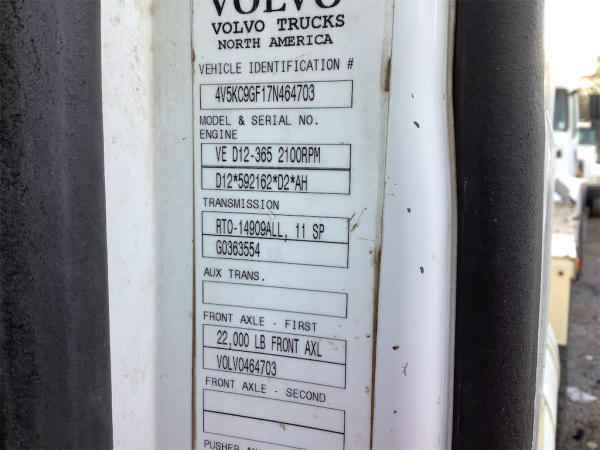 VOLVO
VOLVO TRUCKS
NORTH AMERICA
VEHICLE IDENTIFICATION #
4V5KC9GF17N464703
MODEL & SERIAL NO.
ENGINE
VE D12-365 2100RPM
D12*592162*D2*AH
TRANSMISSION
RTO-14909ALL, 11 SP
G0363554
AUX TRANS.
FRONT AXLE - FIRST
22,000 LB FRONT AXL
VOLVO464703
FRONT AXLE - SECOND
PUSHER